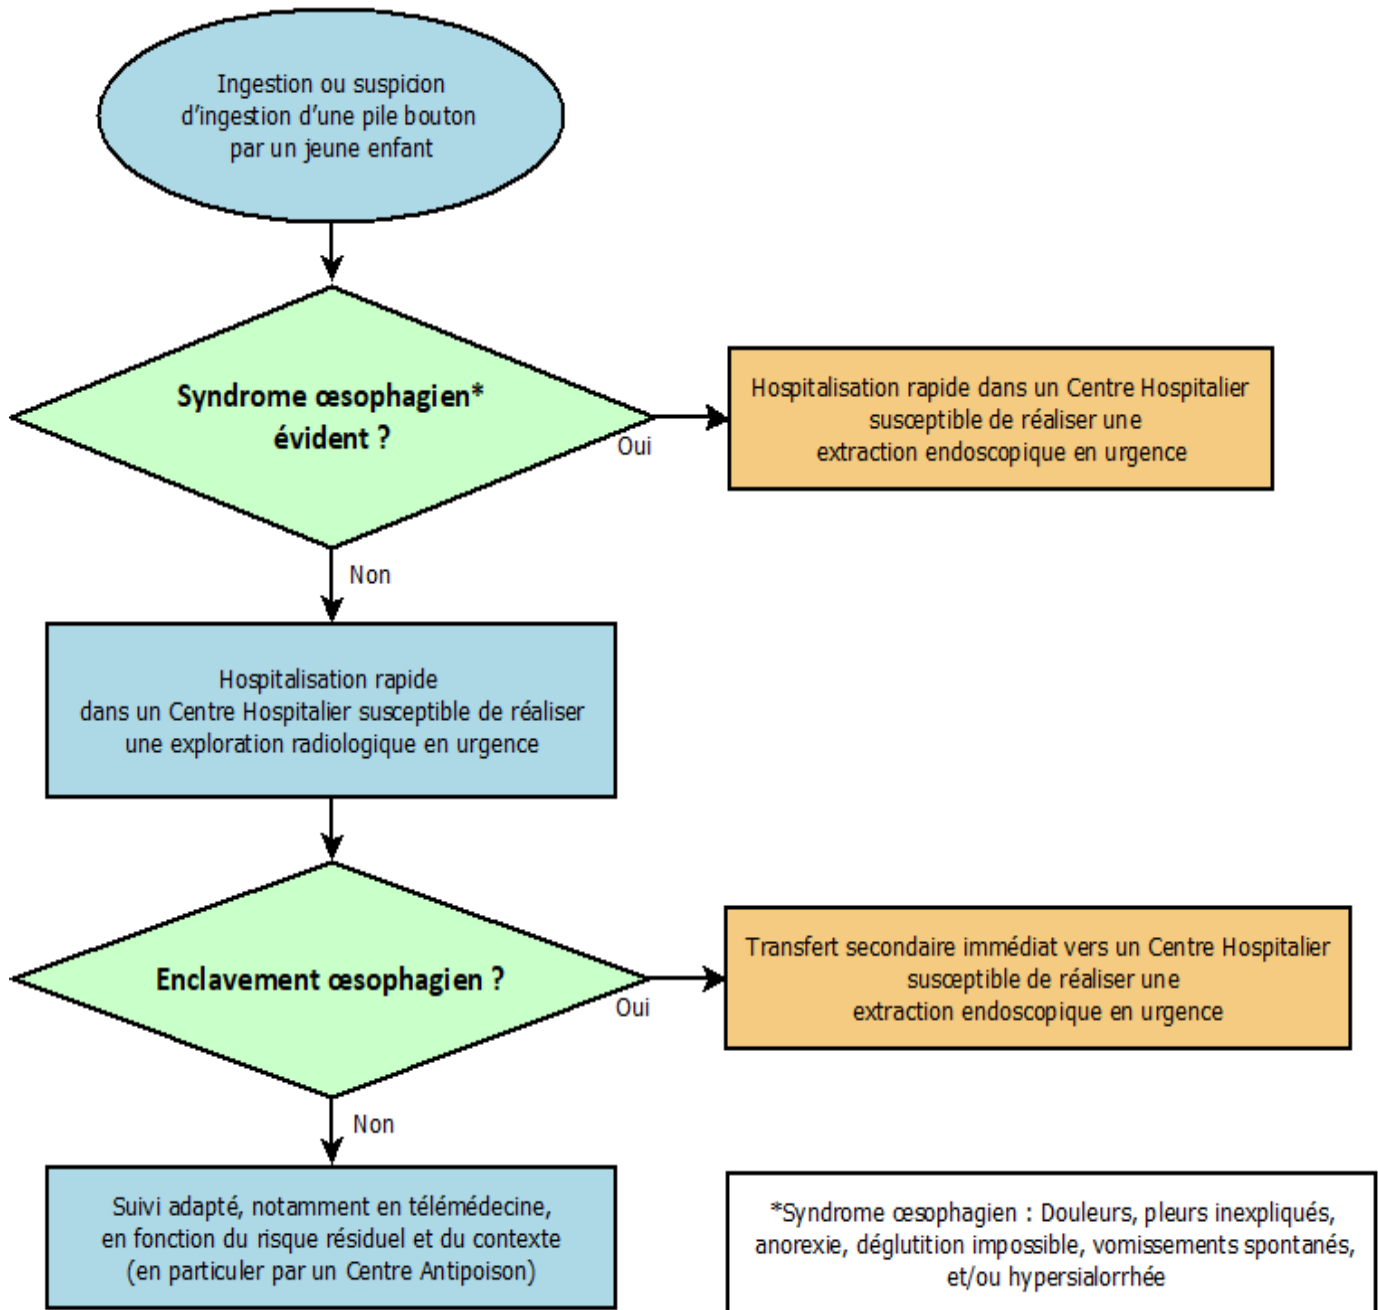 Ingestion ou suspicion
d'ingestion d'une pile bouton
par un jeune enfant
Syndrome œsophagien*
évident ?
Oui
Hospitalisation rapide dans un Centre Hospitalier
susceptible de réaliser une
extraction endoscopique en urgence
Non
Hospitalisation rapide
dans un Centre Hospitalier susceptible de réaliser
une exploration radiologique en urgence
Enclavement œsophagien ?
Oui
Transfert secondaire immédiat vers un Centre Hospitalier
susceptible de réaliser une
extraction endoscopique en urgence
Non
Suivi adapté, notamment en télémédecine,
en fonction du risque résiduel et du contexte
(en particuler par un Centre Antipoison)
*Syndrome œsophagien : Douleurs, pleurs inexpliqués,
anorexie, déglutition impossible, vomissements spontanés,
et/ou hypersialorrhée